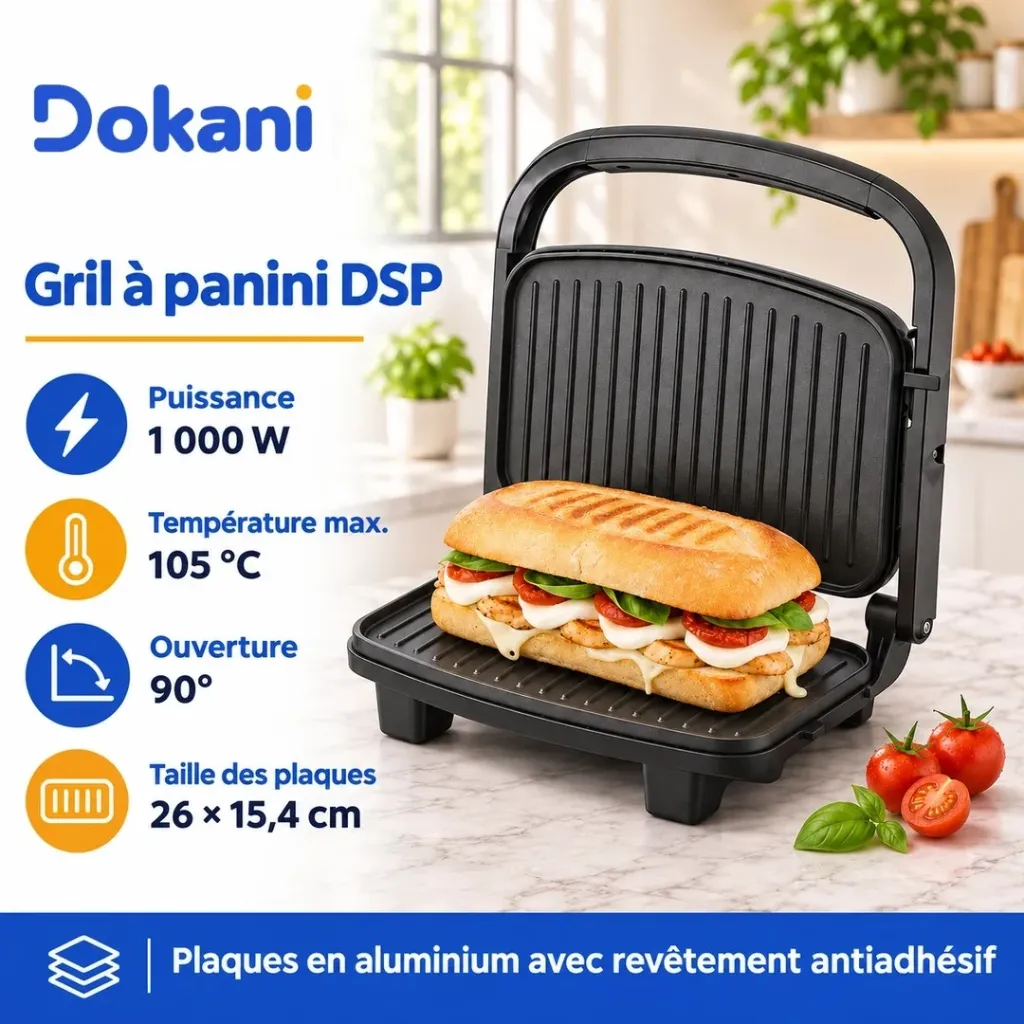 Dokani
Gril à panini DSP
Puissance
1 000 W
Température max.
105 °C
Ouverture
90°
Taille des plaques
26 × 15,4 cm
Plaques en aluminium avec revêtement antiadhésif